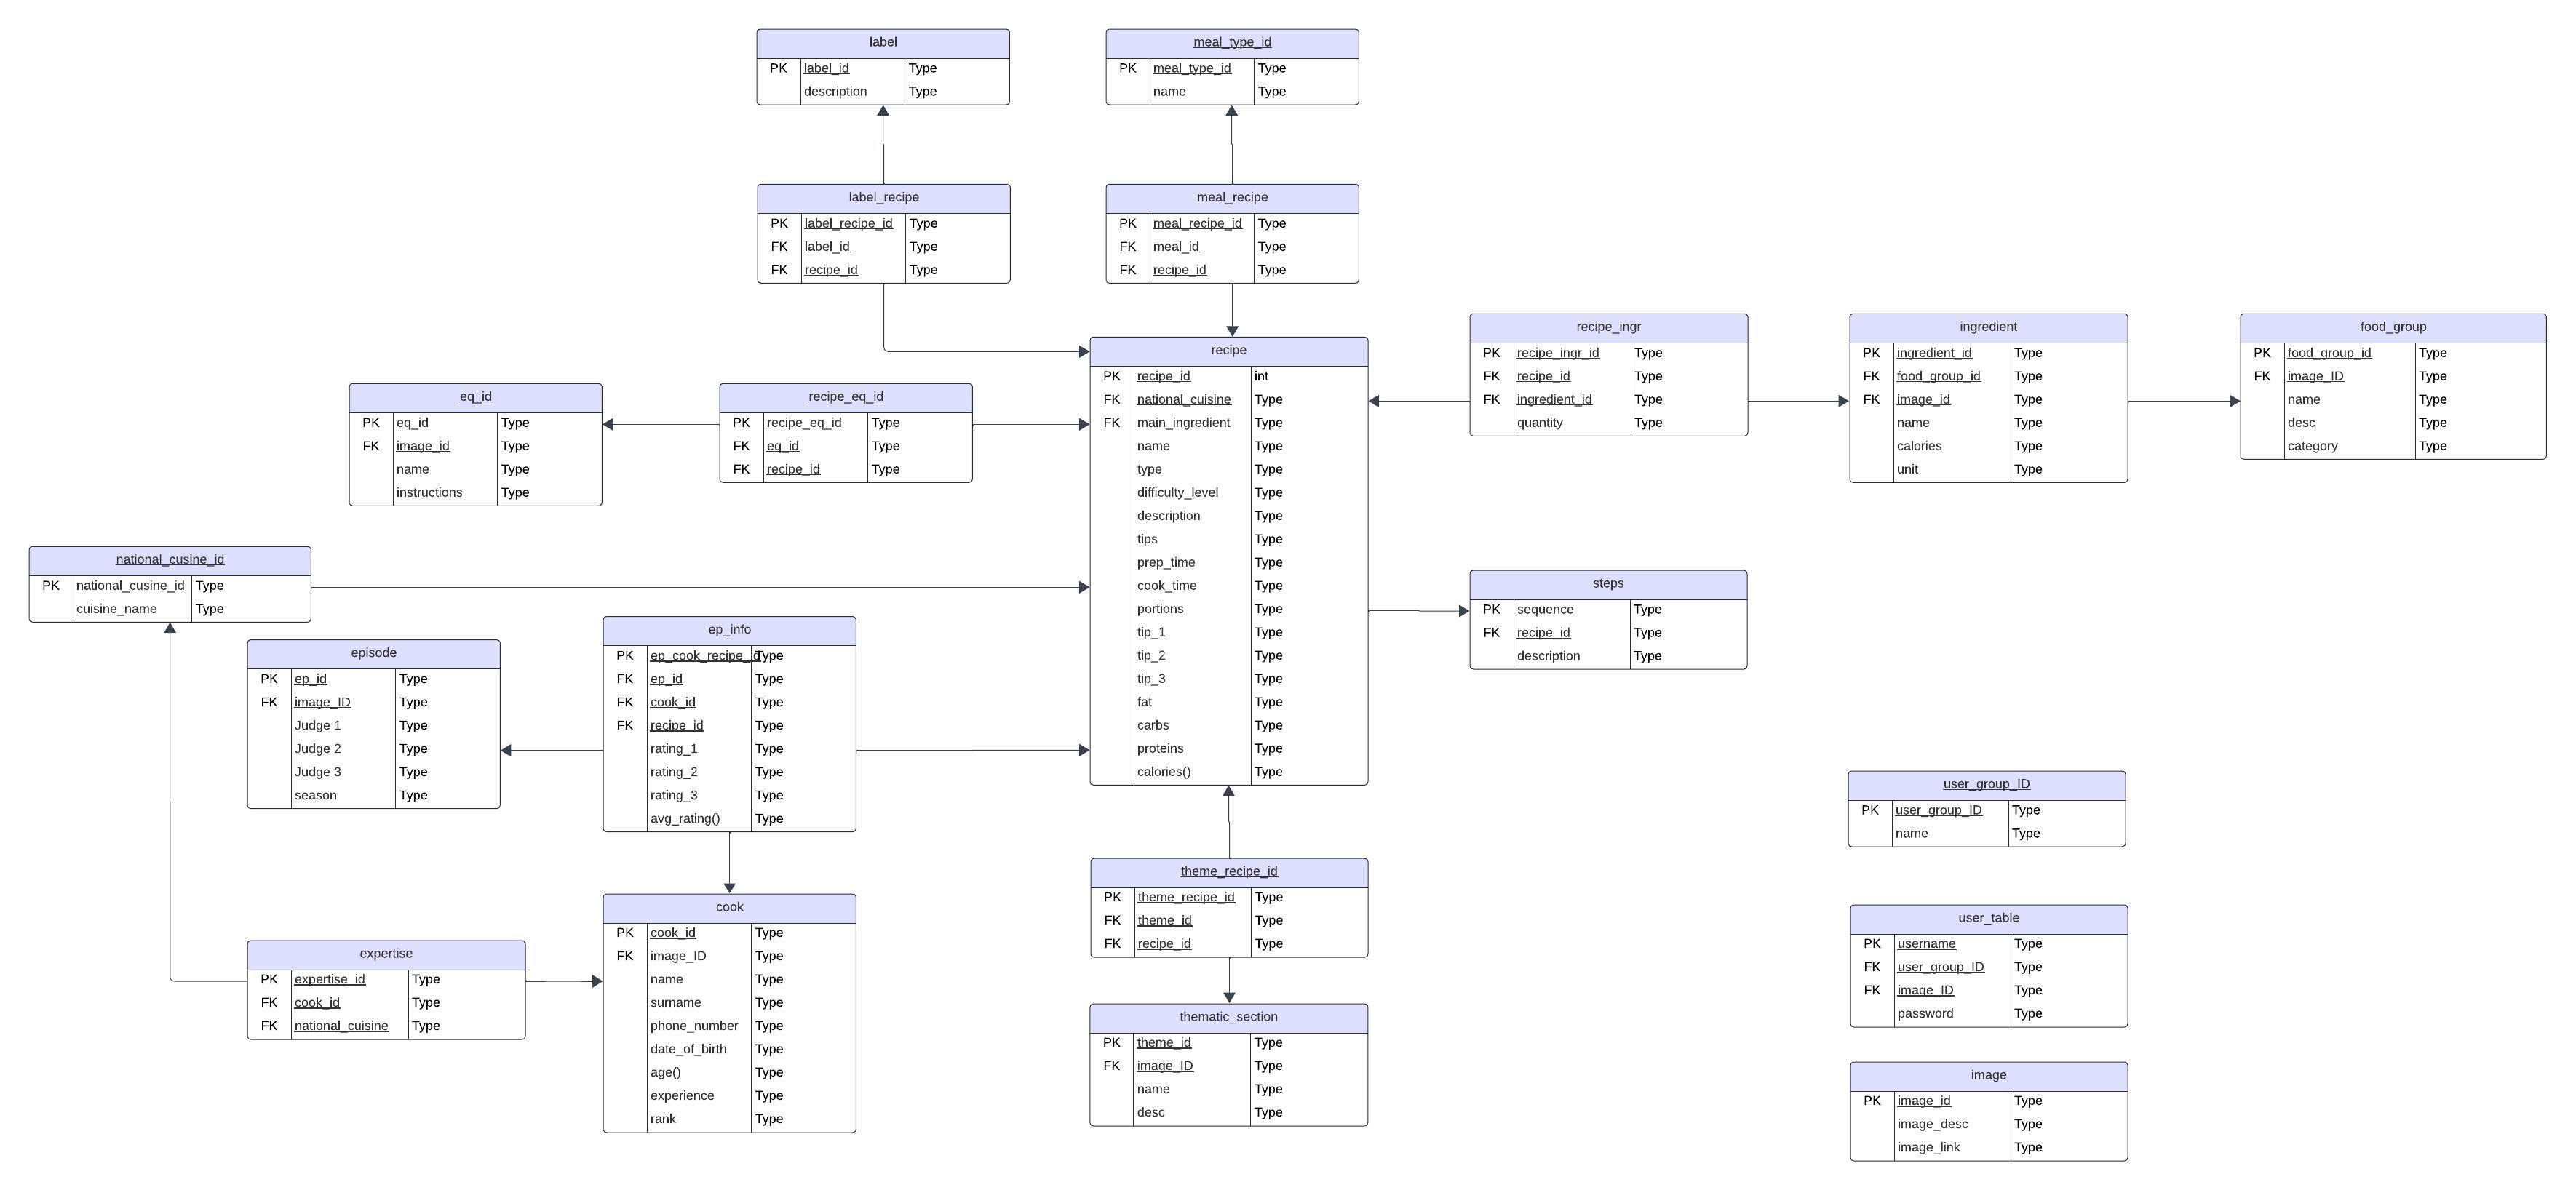 label
PK label_id Type
description Type
meal_type_id
PK meal_type_id Type
name Type
label_recipe
PK label_recipe_id Type
FK label_id Type
FK recipe_id Type
meal_recipe
PK meal_recipe_id Type
FK meal_id Type
FK recipe_id Type
recipe
PK recipe_id int
FK national_cuisine Type
FK main_ingredient Type
name Type
type Type
difficulty_level Type
description Type
tips Type
prep_time Type
cook_time Type
portions Type
tip_1 Type
tip_2 Type
tip_3 Type
fat Type
carbs Type
proteins Type
calories() Type
recipe_ingr
PK recipe_ingr_id Type
FK recipe_id Type
FK ingredient_id Type
quantity Type
ingredient
PK ingredient_id Type
FK food_group_id Type
FK image_id Type
name Type
calories Type
unit Type
food_group
PK food_group_id Type
FK image_ID Type
name Type
desc Type
category Type
eq_id
PK eq_id Type
FK image_id Type
name Type
instructions Type
recipe_eq_id
PK recipe_eq_id Type
FK eq_id Type
FK recipe_id Type
national_cusine_id
PK national_cusine_id Type
cuisine_name Type
steps
PK sequence Type
FK recipe_id Type
description Type
episode
PK ep_id Type
FK image_ID Type
Judge 1 Type
Judge 2 Type
Judge 3 Type
season Type
ep_info
PK ep_cook_recipe_id Type
FK ep_id Type
FK cook_id Type
FK recipe_id Type
rating_1 Type
rating_2 Type
rating_3 Type
avg_rating() Type
user_group_ID
PK user_group_ID Type
name Type
theme_recipe_id
PK theme_recipe_id Type
FK theme_id Type
FK recipe_id Type
cook
PK cook_id Type
FK image_ID Type
name Type
surname Type
phone_number Type
date_of_birth Type
age() Type
experience Type
rank Type
user_table
PK username Type
FK user_group_ID Type
FK image_ID Type
password Type
expertise
PK expertise_id Type
FK cook_id Type
FK national_cuisine Type
thematic_section
PK theme_id Type
FK image_ID Type
name Type
desc Type
image
PK image_id Type
image_desc Type
image_link Type